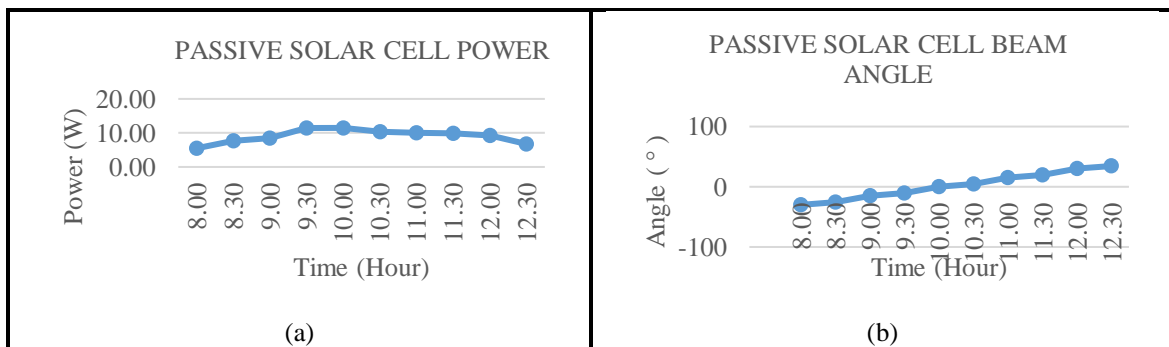 PASSIVE SOLAR CELL POWER
20.00
10.00
0.00
Power (W)
8.00
8.30
9.00
9.30
10.00
10.30
11.00
11.30
12.00
12.30
Time (Hour)
(a)
PASSIVE SOLAR CELL BEAM
ANGLE
100
0
-100
Angle ( ° )
8.00
8.30
9.00
9.30
10.00
10.30
11.00
11.30
12.00
12.30
Time (Hour)
(b)